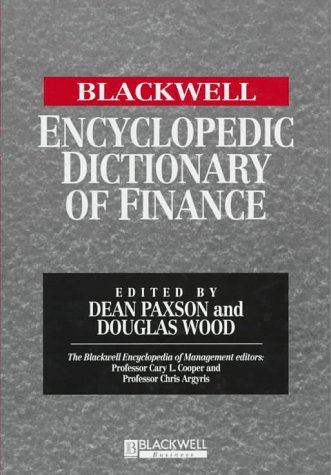 BLACKWELL
ENCYCLOPEDIC
DICTIONARY
OF FINANCE
EDITED BY
DEAN PAXSON and
DOUGLAS WOOD
The Blackwell Encyclopedia of Management editors:
Professor Cary L. Cooper and
Professor Chris Argyris
B BLACKWELL
Business